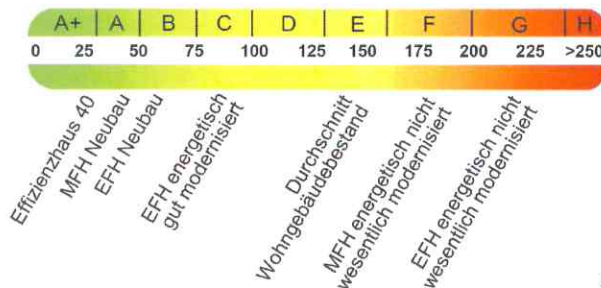 A+ A B C D E F G H
0 25 50 75 100 125 150 175 200 225 >250
Effizienzhaus 40
MFH Neubau
EFH Neubau
EFH energetisch
gut modernisiert
Durchschnitt
Wohngebäudebestand
MFH energetisch nicht
wesentlich modernisiert
EFH energetisch nicht
wesentlich modernisiert